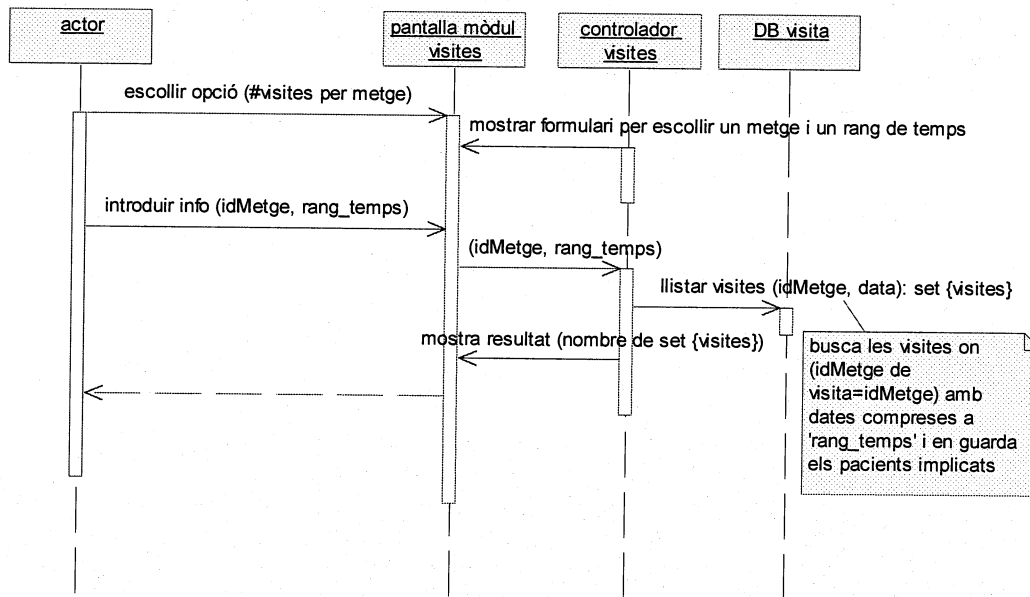 actor
pantalla mòdul
visites
controlador
visites
DB visita
escollir opció (#visites per metge)
mostrar formulari per escollir un metge i un rang de temps
introduir info (idMetge, rang_temps)
(idMetge, rang_temps)
llistar visites (idMetge, data): set {visites}
mostra resultat (nombre de set {visites})
busca les visites on
(idMetge de
visita=idMetge) amb
dates compreses a
'rang_temps' i en guarda
els pacients implicats